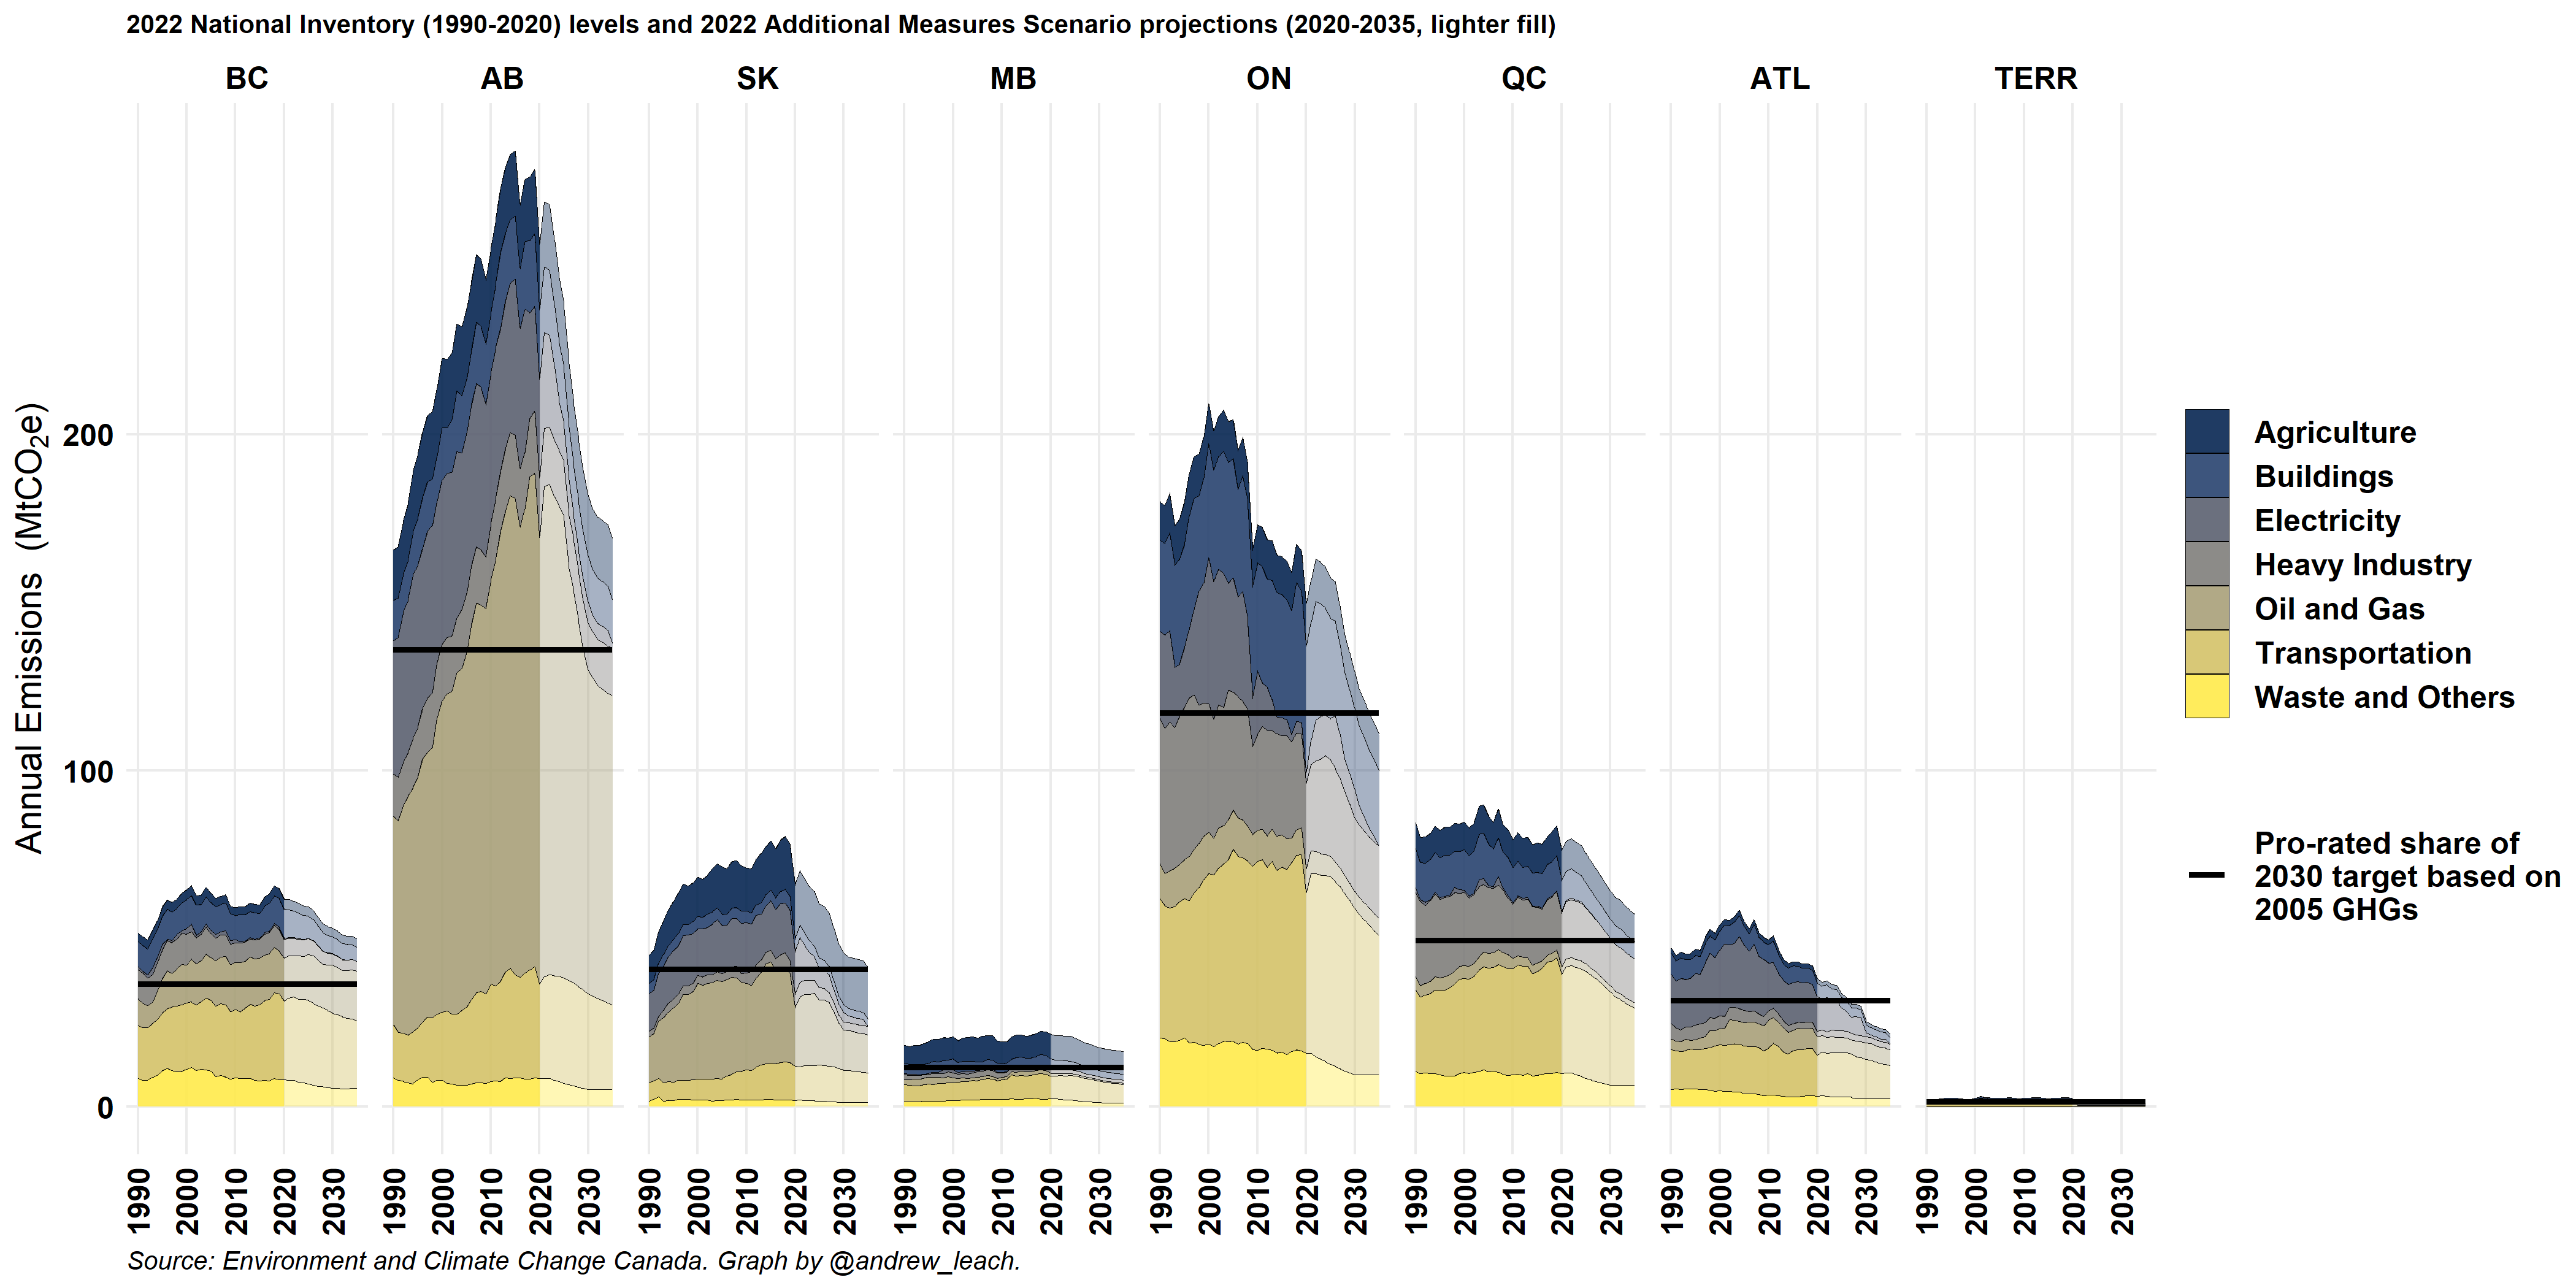 2022 National Inventory (1990-2020) levels and 2022 Additional Measures Scenario projections (2020-2035, lighter fill)
BC AB SK MB ON QC ATL TERR
Annual Emissions (MtCO₂e)
200
100
0
Agriculture
Buildings
Electricity
Heavy Industry
Oil and Gas
Transportation
Waste and Others
Pro-rated share of
2030 target based on
2005 GHGs
1990 2000 2010 2020 2030 1990 2000 2010 2020 2030 1990 2000 2010 2020 2030 1990 2000 2010 2020 2030 1990 2000 2010 2020 2030 1990 2000 2010 2020 2030 1990 2000 2010 2020 2030 1990 2000 2010 2020 2030
Source: Environment and Climate Change Canada. Graph by @andrew_leach.